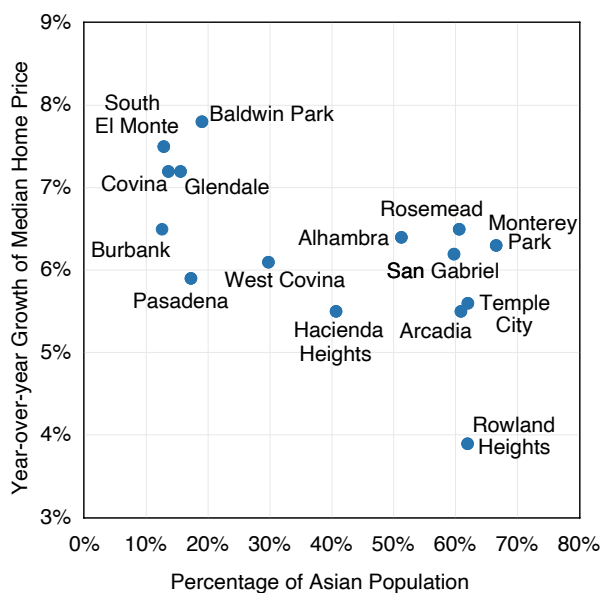 9%
8%
7%
6%
5%
4%
3%
Year-over-year Growth of Median Home Price
South
El Monte
Baldwin Park
Covina
Glendale
Burbank
Pasadena
West Covina
Hacienda
Heights
Alhambra
Rosemead
Monterey
Park
San Gabriel
Arcadia
Temple
City
Rowland
Heights
0%
10%
20%
30%
40%
50%
60%
70%
80%
Percentage of Asian Population